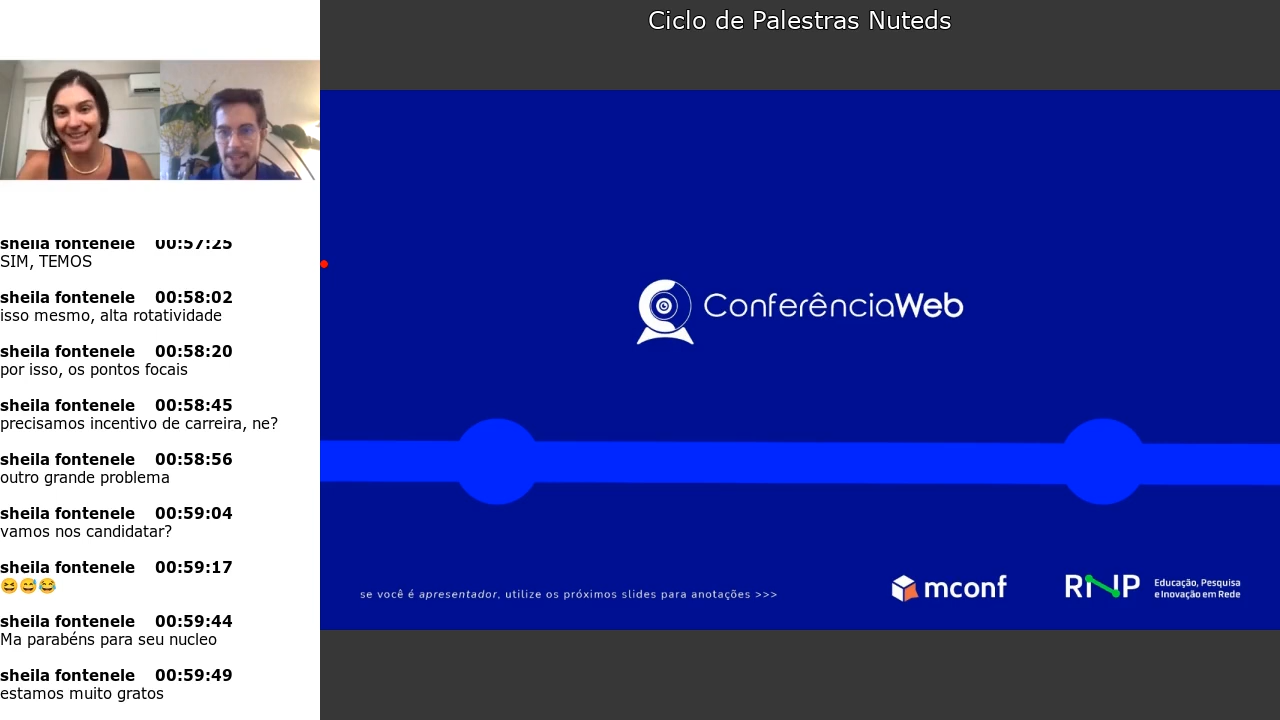 Ciclo de Palestras Nuteds
sheila fontenele 00:57:25
SIM, TEMOS
sheila fontenele 00:58:02
isso mesmo, alta rotatividade
sheila fontenele 00:58:20
por isso, os pontos focais
sheila fontenele 00:58:45
precisamos incentivo de carreira, ne?
sheila fontenele 00:58:56
outro grande problema
sheila fontenele 00:59:04
vamos nos candidatar?
sheila fontenele 00:59:17
😆😅😂
sheila fontenele 00:59:44
Ma parabéns para seu nucleo
sheila fontenele 00:59:49
estamos muito gratos
ConferênciaWeb
se você é apresentador, utilize os próximos slides para anotações >>>
mconf
RNP
Educação, Pesquisa
e Inovação em Rede